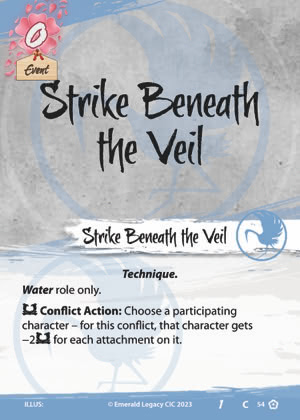 0
Event
Strike Beneath
the Veil
Strike Beneath the Veil
Technique.
Water role only.
Conflict Action: Choose a participating
character – for this conflict, that character gets
–2 for each attachment on it.
ILLUS: © Emerald Legacy CIC 2023 1 C 54